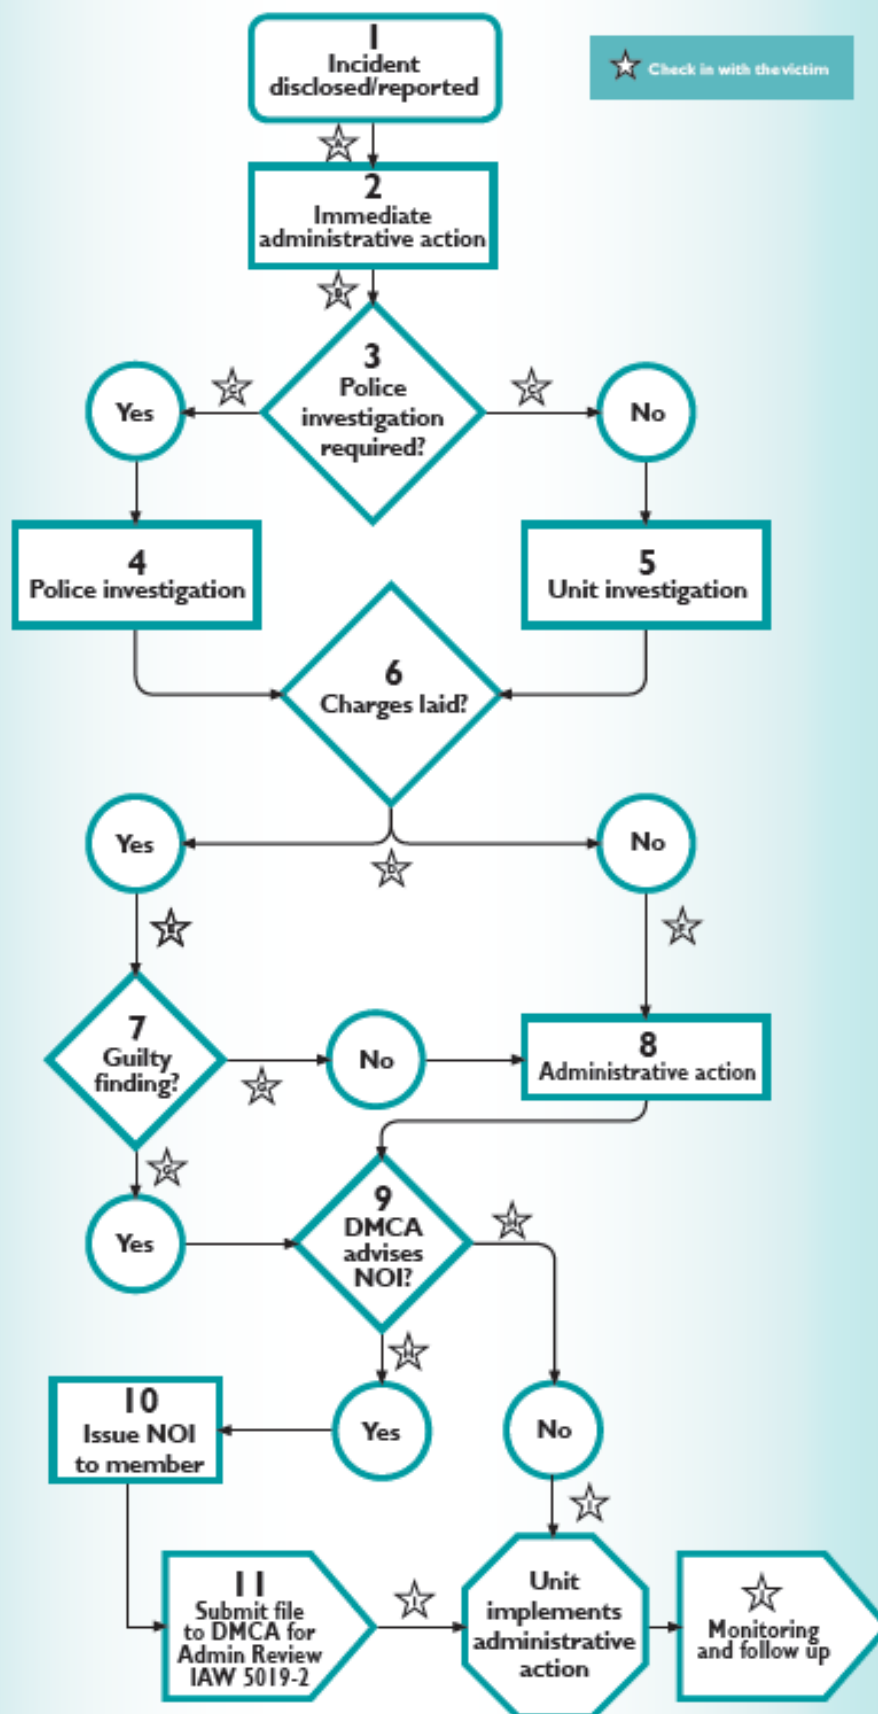 1
Incident
disclosed/reported
Check in with thevictim
A
2
Immediate
administrative action
B
3
Police
investigation
required?
C
C
Yes
No
4
Police investigation
5
Unit investigation
6
Charges laid?
Yes
No
D
E
F
7
Guilty
finding?
No
G
8
Administrative action
G
Yes
9
DMCA
advises
NOI?
H
H
10
Issue NOI
to member
Yes
No
I
11
Submit file
to DMCA for
Admin Review
IAW 5019-2
I
Unit
implements
administrative
action
J
Monitoring
and follow up